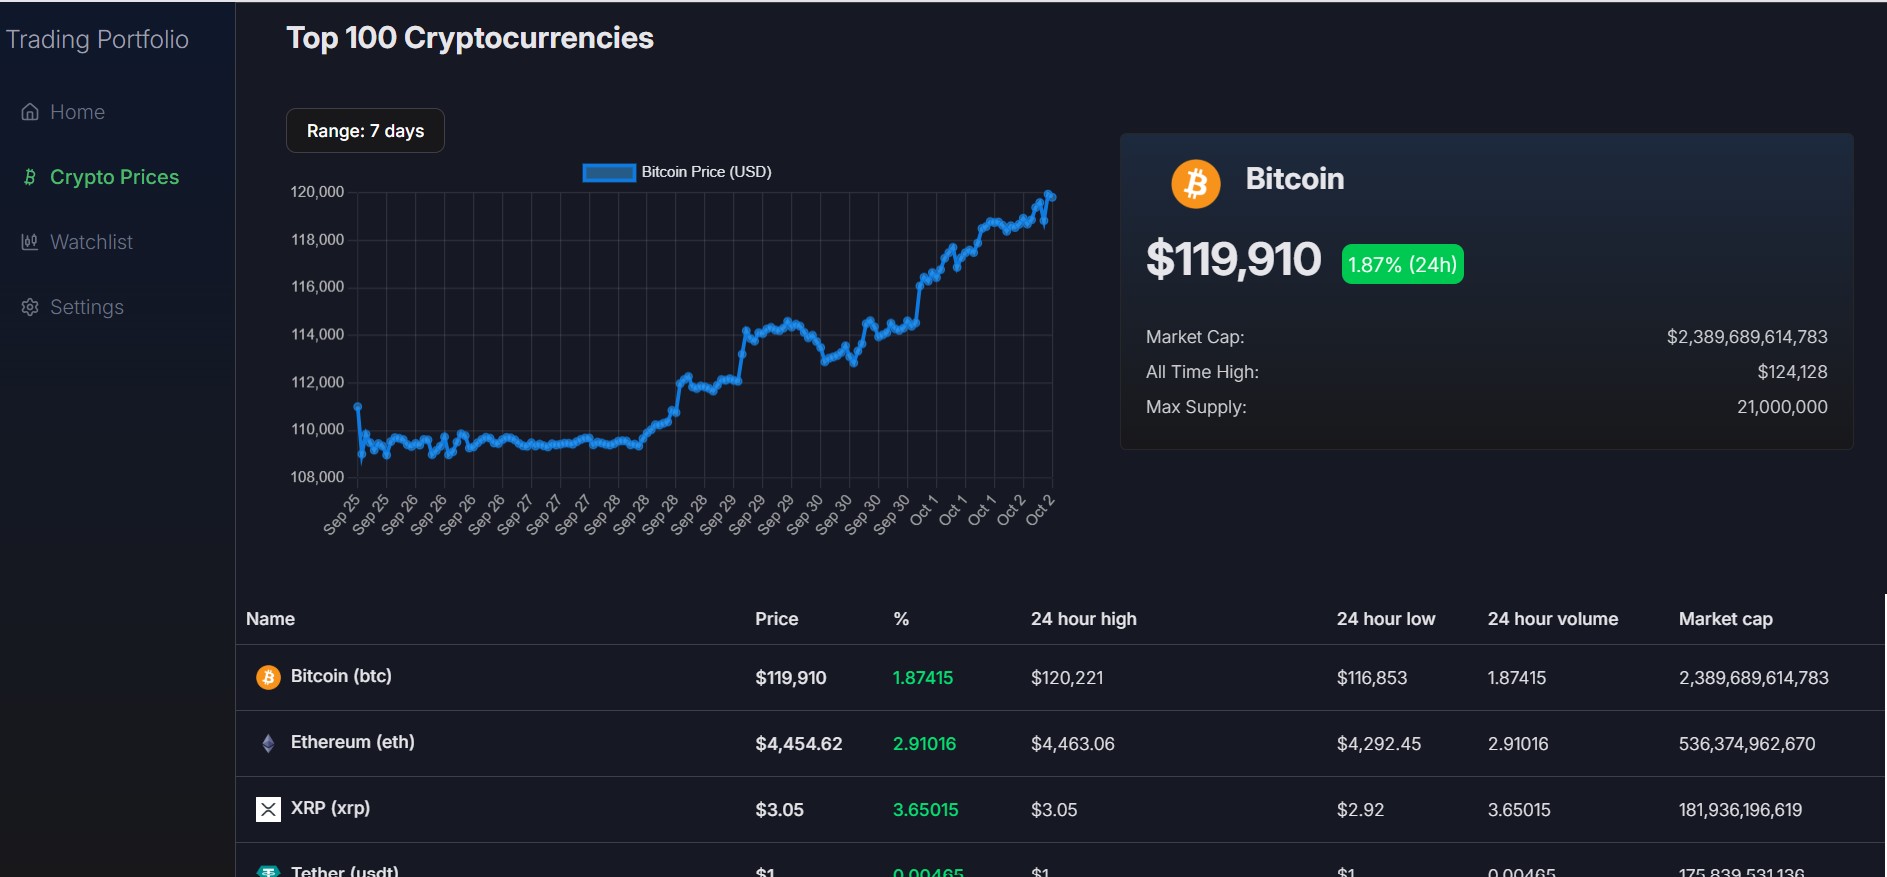 Trading Portfolio
Home
Crypto Prices
Watchlist
Settings
Top 100 Cryptocurrencies
Range: 7 days
Bitcoin Price (USD)
120,000
118,000
116,000
114,000
112,000
110,000
108,000
Sep 25
Sep 25
Sep 26
Sep 26
Sep 26
Sep 26
Sep 27
Sep 27
Sep 27
Sep 28
Sep 28
Sep 28
Sep 28
Sep 29
Sep 29
Sep 29
Sep 30
Sep 30
Sep 30
Sep 30
Oct 1
Oct 1
Oct 1
Oct 2
Oct 2
Bitcoin
$119,910 1.87% (24h)
Market Cap: $2,389,689,614,783
All Time High: $124,128
Max Supply: 21,000,000
Name Price % 24 hour high 24 hour low 24 hour volume Market cap
Bitcoin (btc) $119,910 1.87415 $120,221 $116,853 1.87415 2,389,689,614,783
Ethereum (eth) $4,454.62 2.91016 $4,463.06 $4,292.45 2.91016 536,374,962,670
XRP (xrp) $3.05 3.65015 $3.05 $2.92 3.65015 181,936,196,619
Tether (usdt) $1 0.00465 $1 $1 0.00465 175,839,531,136